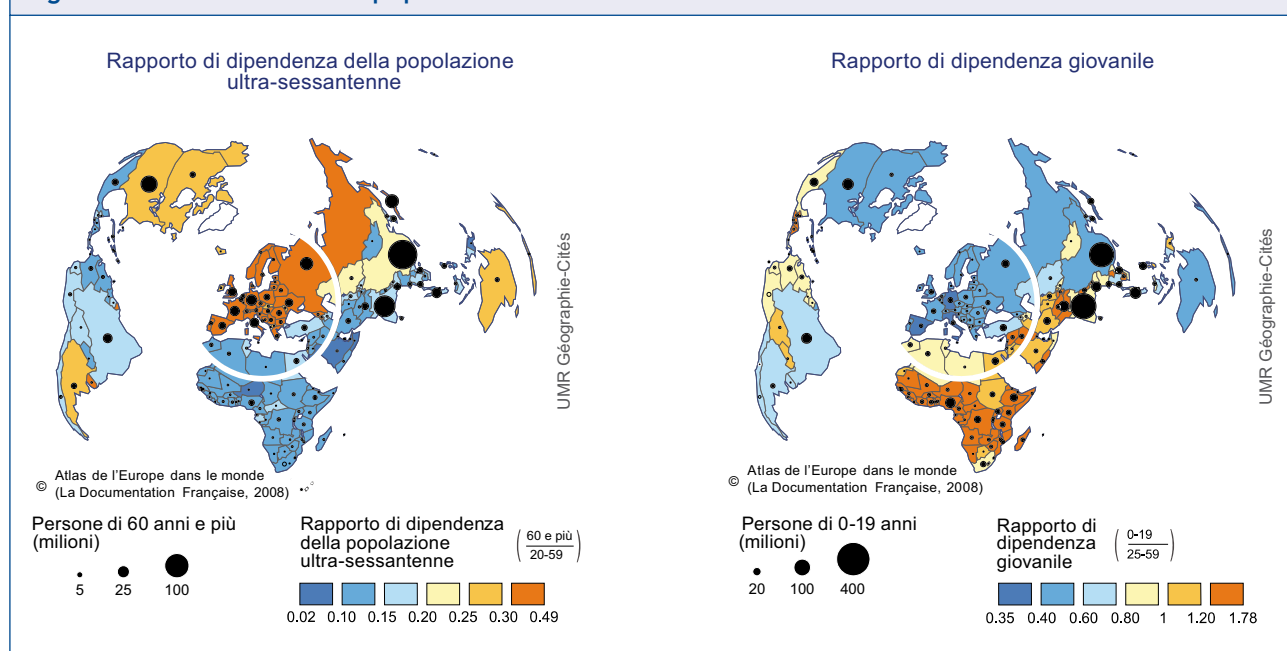 Rapporto di dipendenza della popolazione
ultra-sessantenne
UMR Géographie-Cités
© Atlas de l'Europe dans le monde
(La Documentation Française, 2008)
Persone di 60 anni e più
(milioni)
5 25 100
Rapporto di dipendenza
della popolazione
ultra-sessantenne
60 e più
20-59
0.02 0.10 0.15 0.20 0.25 0.30 0.49
Rapporto di dipendenza giovanile
UMR Géographie-Cités
© Atlas de l'Europe dans le monde
(La Documentation Française, 2008)
Persone di 0-19 anni
(milioni)
20 100 400
Rapporto di
dipendenza
giovanile
0-19
25-59
0.35 0.40 0.60 0.80 1 1.20 1.78